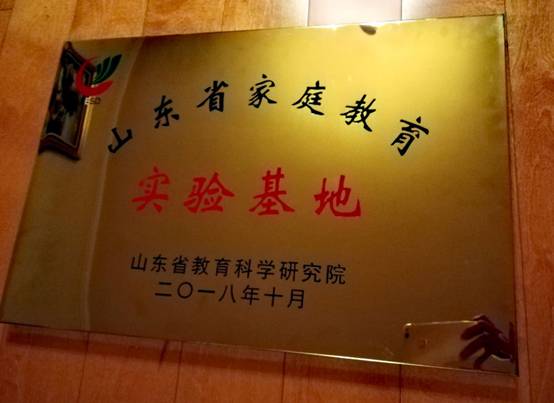 ESD
山东省家庭教育
实验基地
山东省教育科学研究院
二〇一八年十月